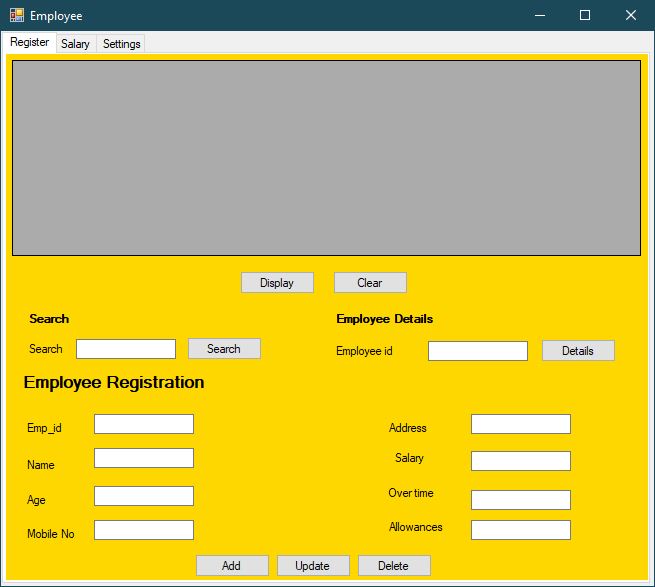 Employee
Register Salary Settings
Display Clear
Search Employee Details
Search Search Employee id Details
Employee Registration
Emp_id Address
Name Salary
Age Over time
Mobile No Allowances
Add Update Delete